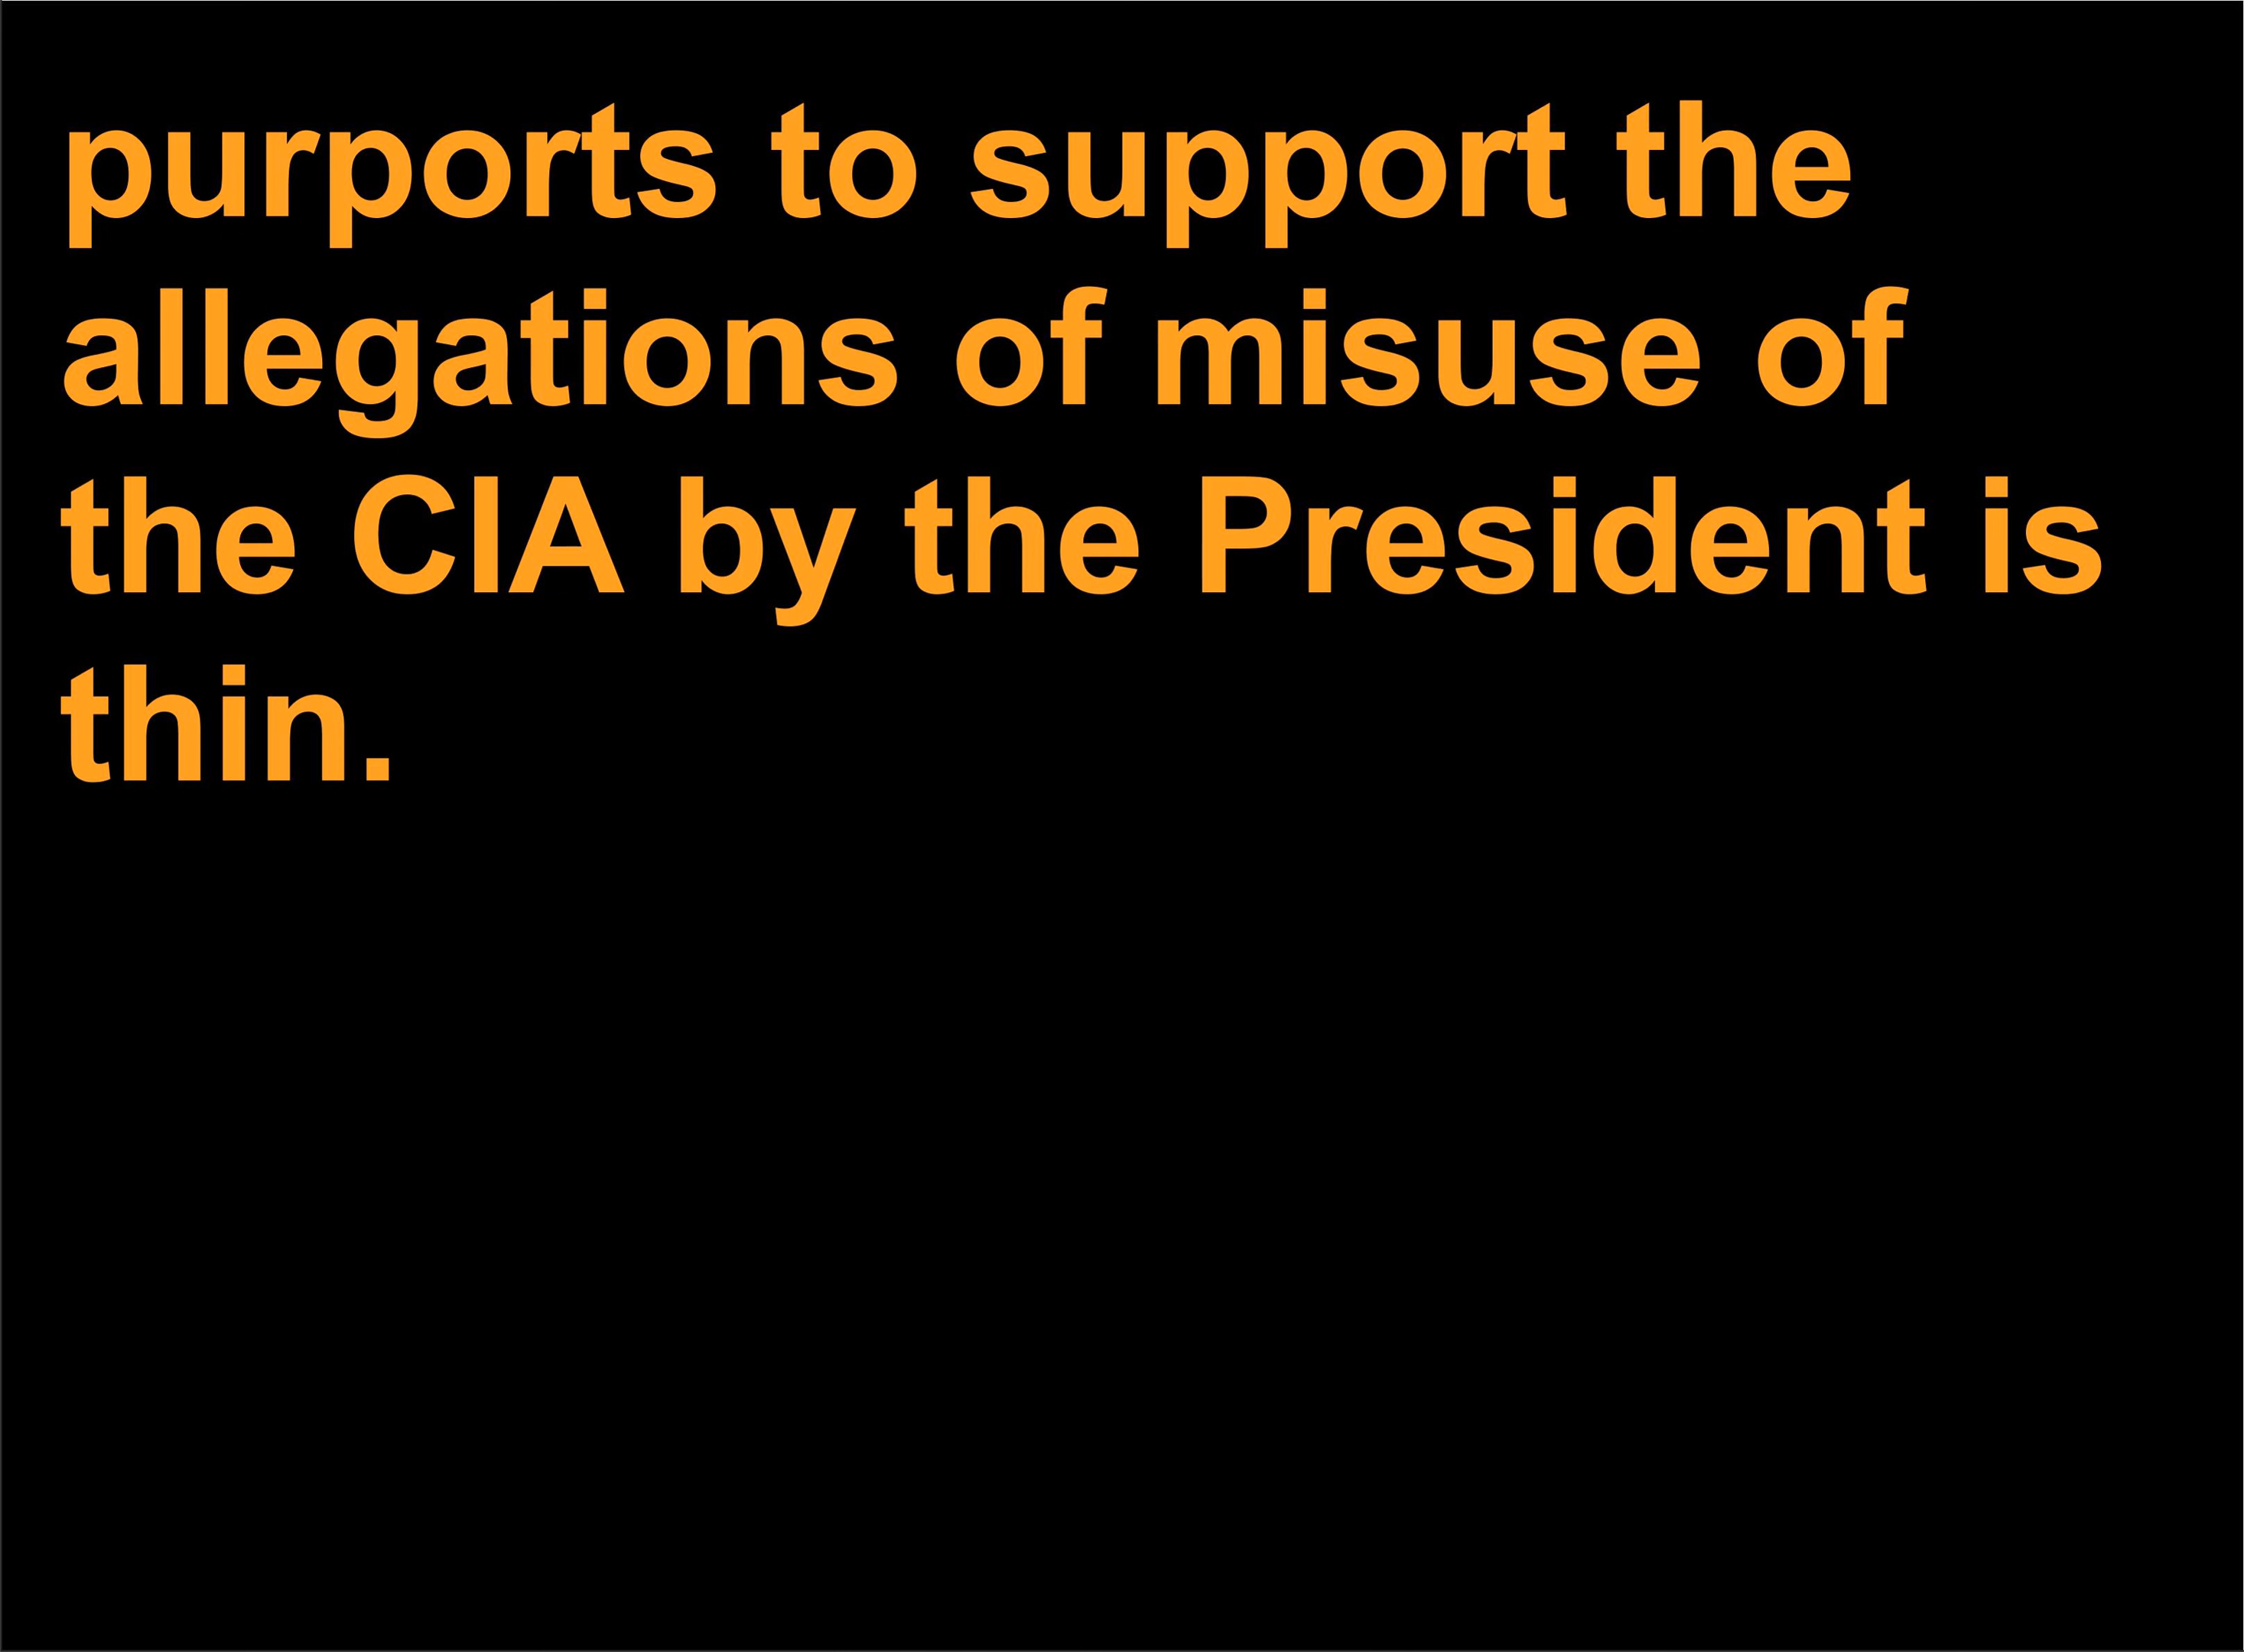 purports to support the
allegations of misuse of
the CIA by the President is
thin.